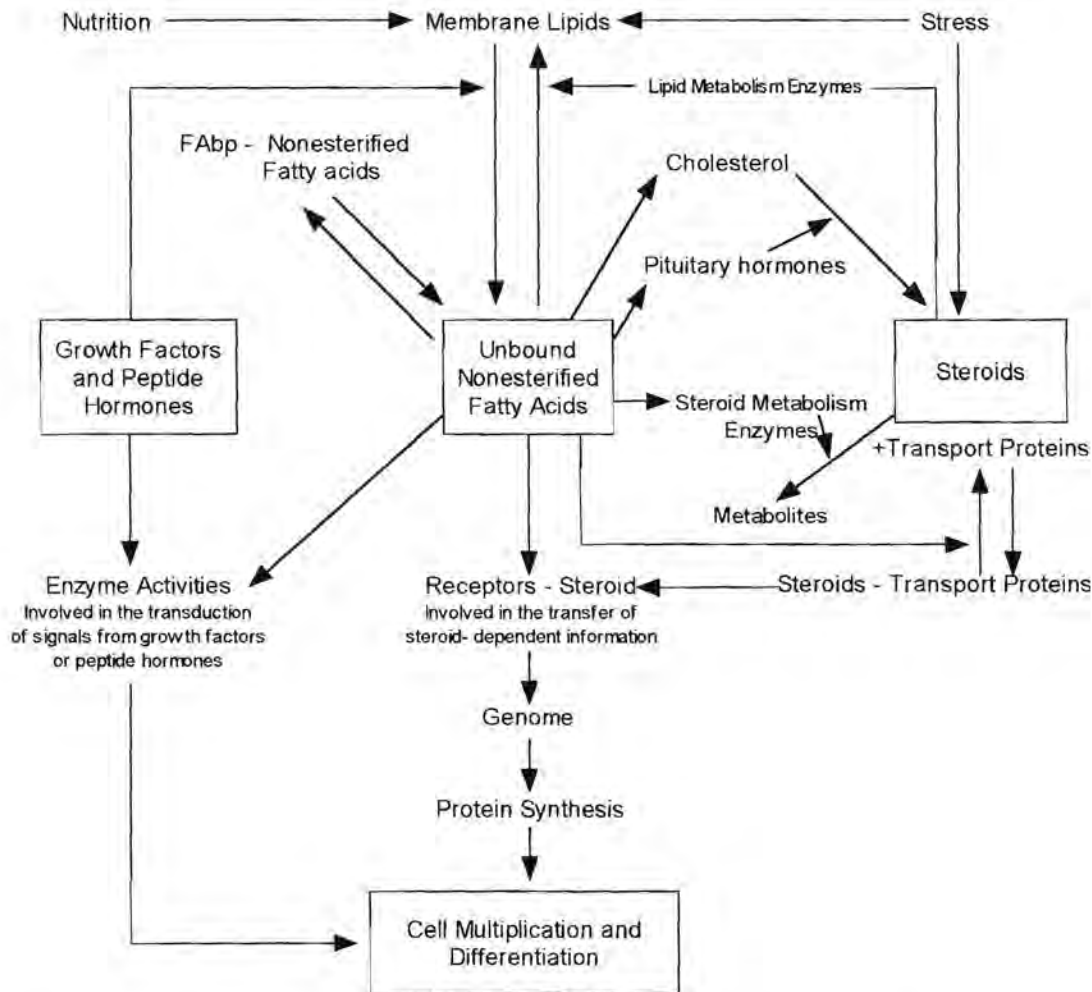 Nutrition
Membrane Lipids
Stress
Lipid Metabolism Enzymes
FAbp - Nonesterified
Fatty acids
Cholesterol
Pituitary hormones
Growth Factors
and Peptide
Hormones
Unbound
Nonesterified
Fatty Acids
Steroids
Steroid Metabolism
Enzymes
+Transport Proteins
Metabolites
Enzyme Activities
Involved in the transduction
of signals from growth factors
or peptide hormones
Receptors - Steroid
Involved in the transfer of
steroid- dependent information
Steroids - Transport Proteins
Genome
Protein Synthesis
Cell Multiplication and
Differentiation